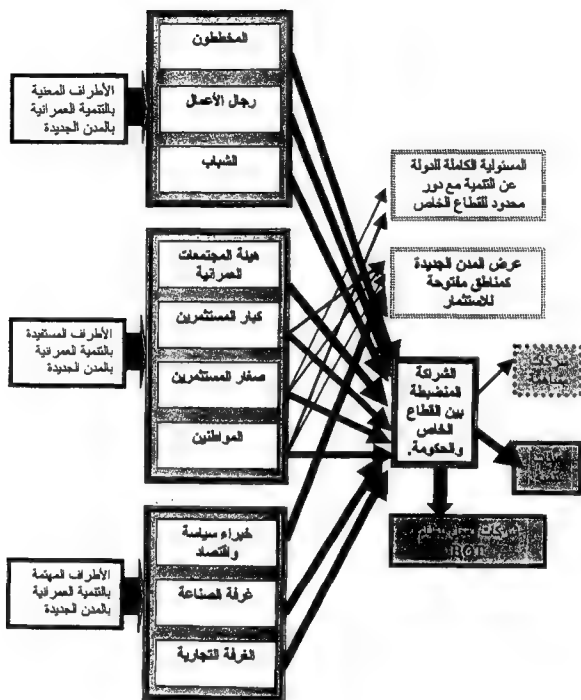 الأطراف المعنية
بالتنمية العمرانية
بالمدن الجديدة
المخططون
رجال الأعمال
الشباب
المسئولية الكاملة للدولة
عن التنمية مع دور
محدود للقطاع الخاص
عرض المدن الجديدة
كمناطق مفتوحة
للاستثمار
الأطراف المستفيدة
بالتنمية العمرانية
بالمدن الجديدة
هيئة المجتمعات
العمرانية
كبار المستثمرين
صغار المستثمرين
المواطنين
الشراكة
المنضبطة
بين القطاع
الخاص
والحكومة.
شركات
BOT
الأطراف المهتمة
بالتنمية العمرانية
بالمدن الجديدة
خبراء سياسة
واقتصاد
غرفة الصناعة
الغرفة التجارية